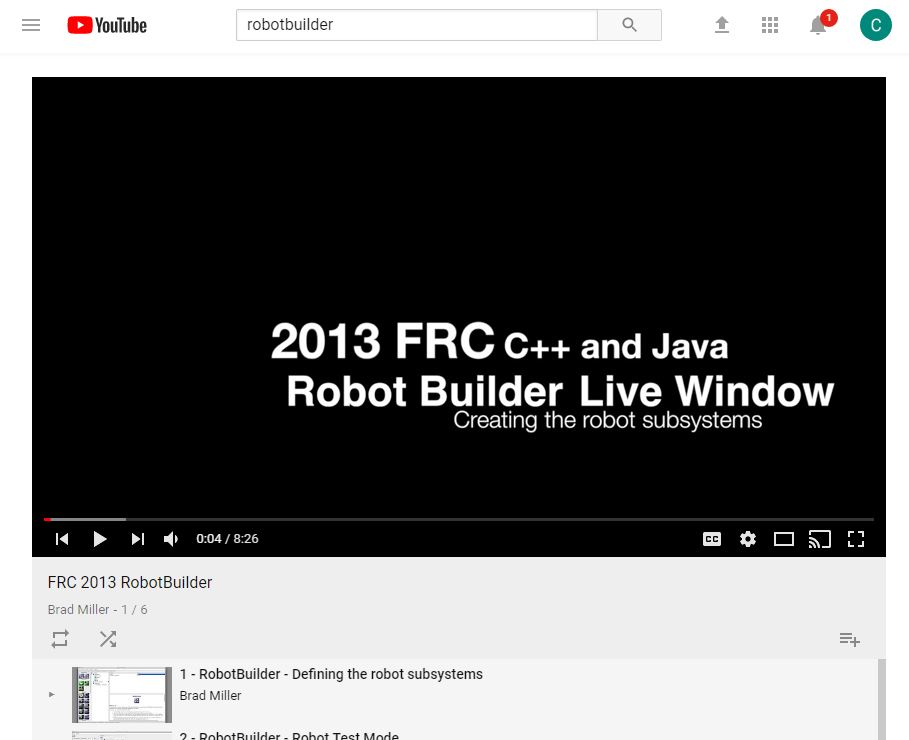 YouTube
robotbuilder
1
C
2013 FRC C++ and Java
Robot Builder Live Window
Creating the robot subsystems
0:04 / 8:26
CC
FRC 2013 RobotBuilder
Brad Miller - 1 / 6
1 - RobotBuilder - Defining the robot subsystems
Brad Miller
2 - RobotBuilder - Robot Test Mode